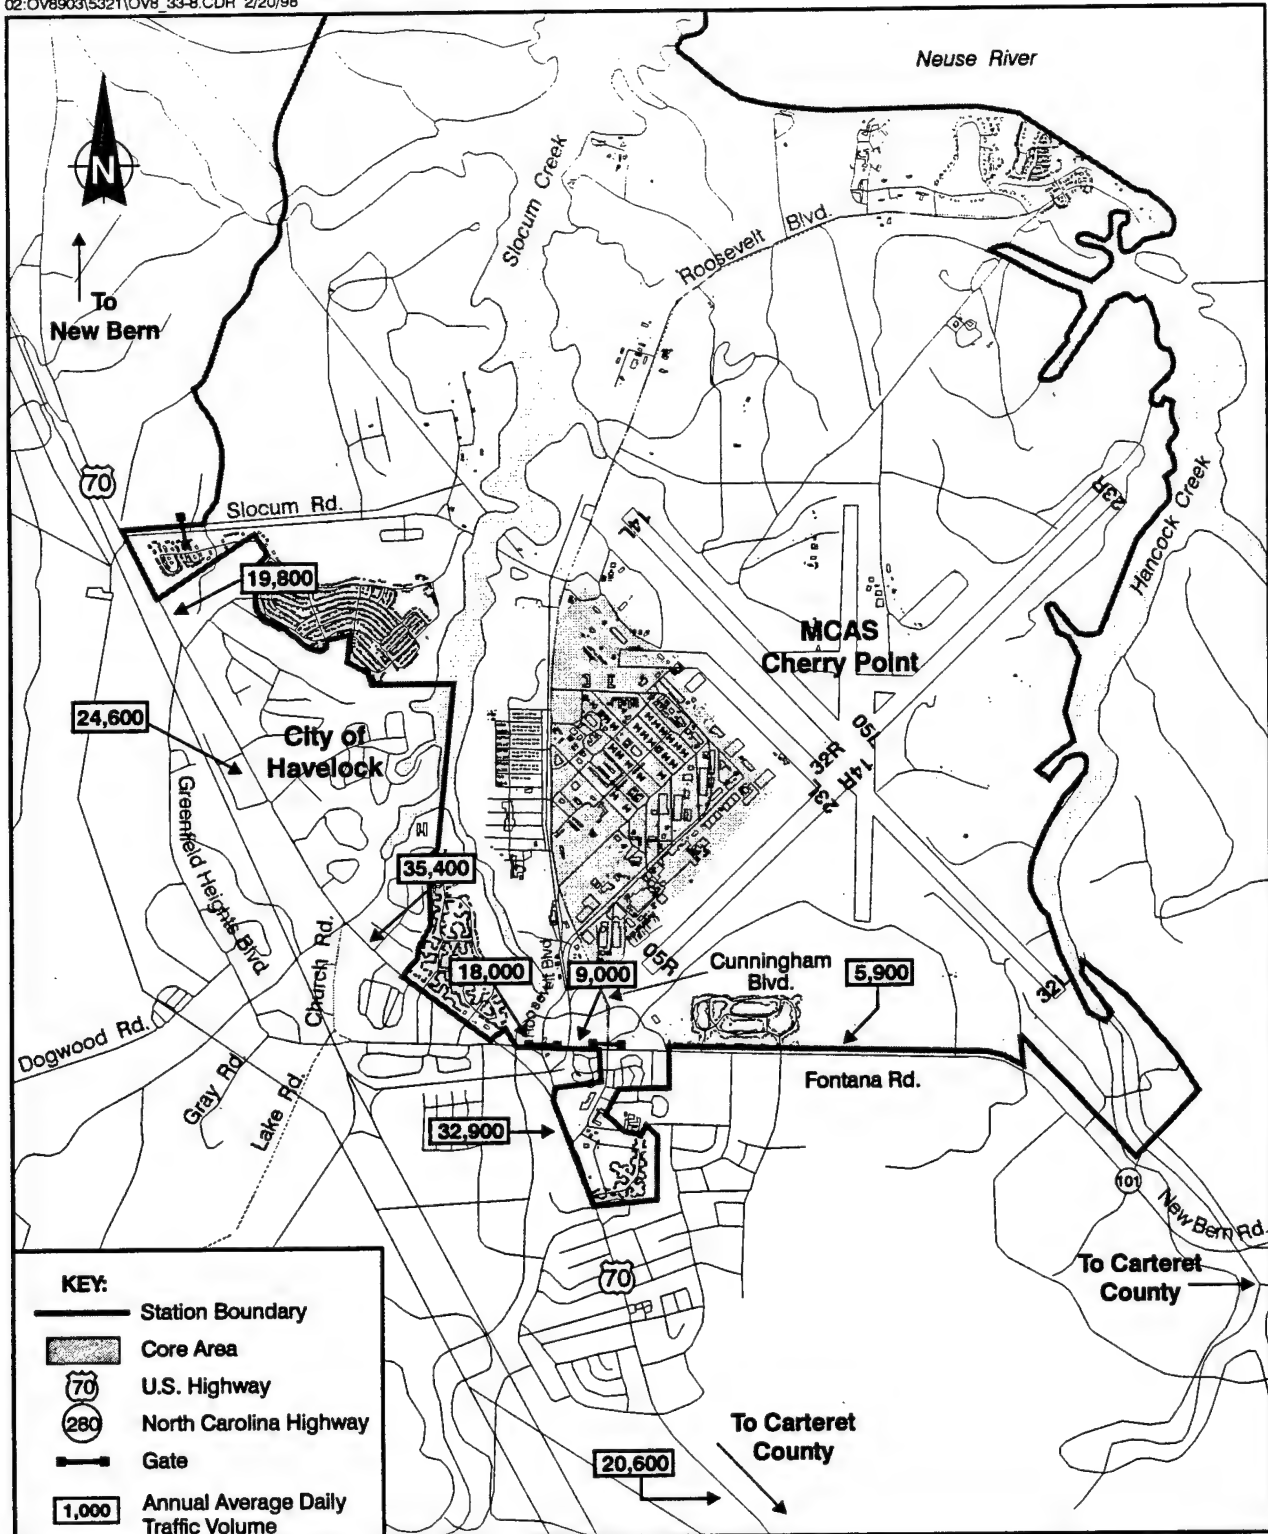 02:OV8903\5321\OV8_33-8.CDR 2/20/98
Neuse River
N
To
New Bern
Slocum Creek
Roosevelt Blvd.
70
Slocum Rd.
Hancock Creek
23R
14L
19,800
MCAS
Cherry Point
24,600
City of
Havelock
05L
32R
14R
23L
Greenfield Heights Blvd.
35,400
Church Rd.
18,000
Roosevelt Blvd.
9,000
05R
Cunningham
Blvd.
5,900
32L
Dogwood Rd.
Gray Rd.
Lake Rd.
Fontana Rd.
32,900
101
New Bern Rd.
To Carteret
County
70
KEY:
Station Boundary
Core Area
70 U.S. Highway
280 North Carolina Highway
Gate
1,000 Annual Average Daily
Traffic Volume
To Carteret
County
20,600